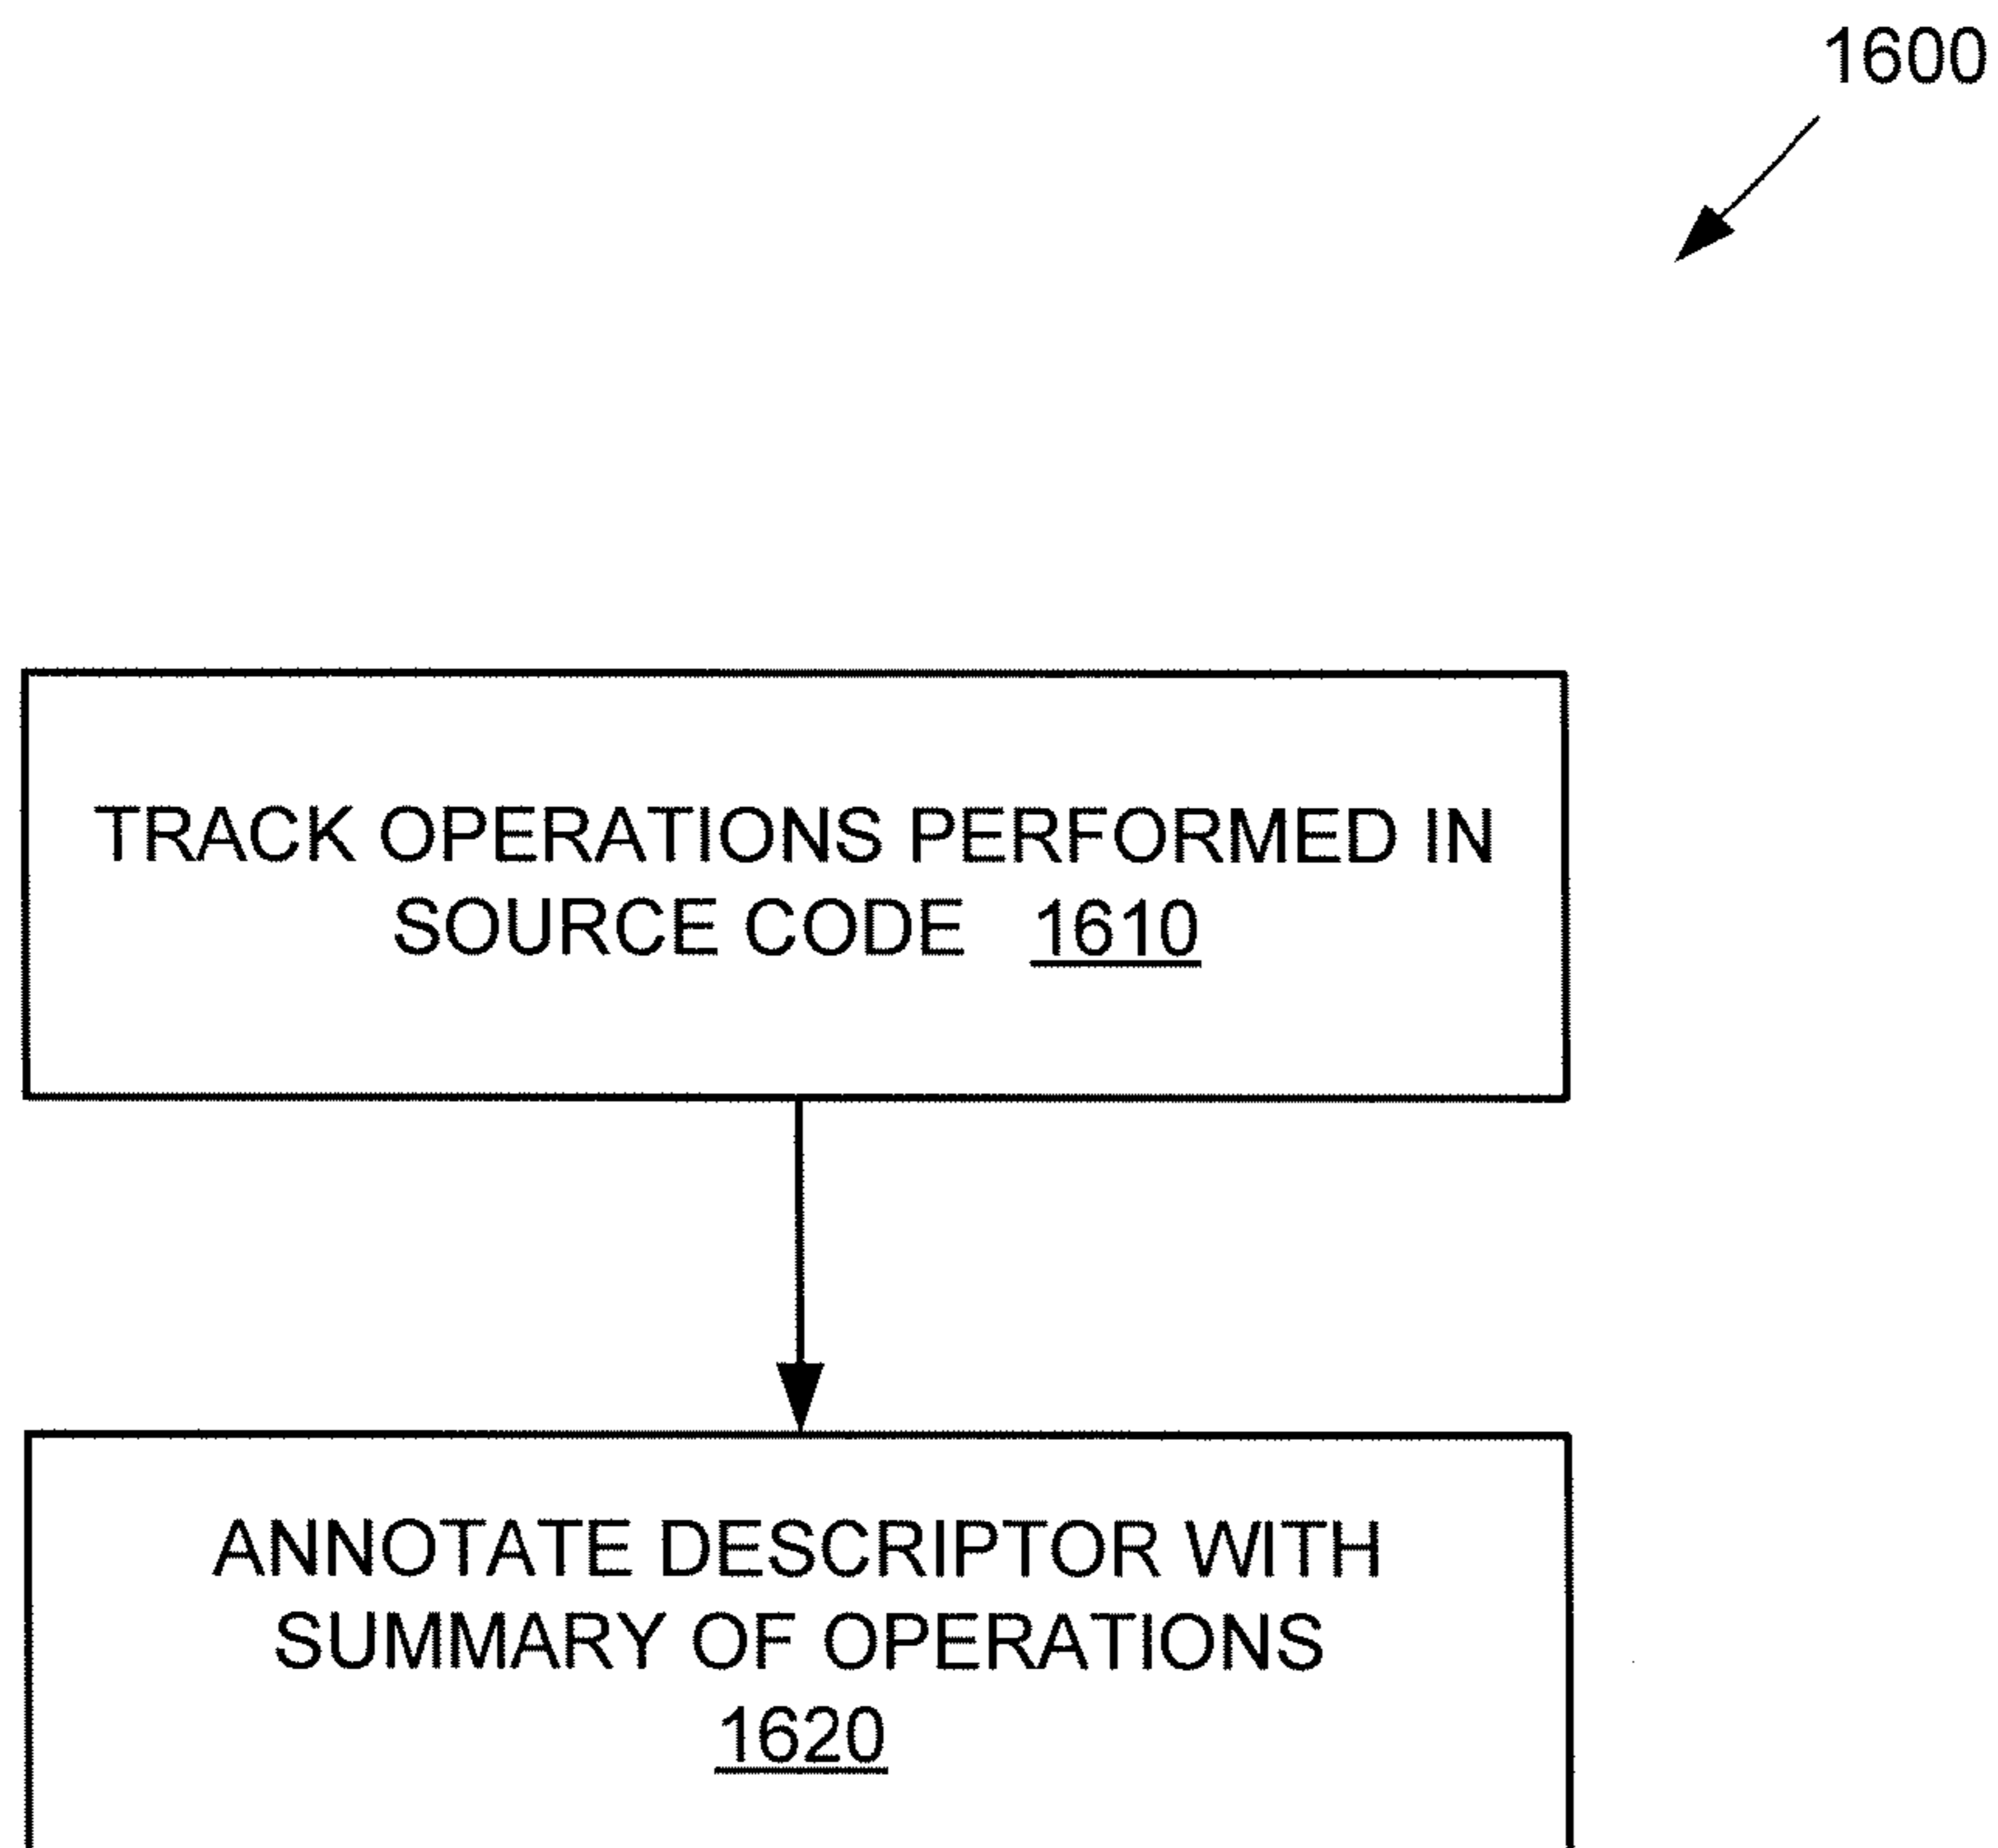 1600
TRACK OPERATIONS PERFORMED IN
SOURCE CODE 1610
ANNOTATE DESCRIPTOR WITH
SUMMARY OF OPERATIONS
1620